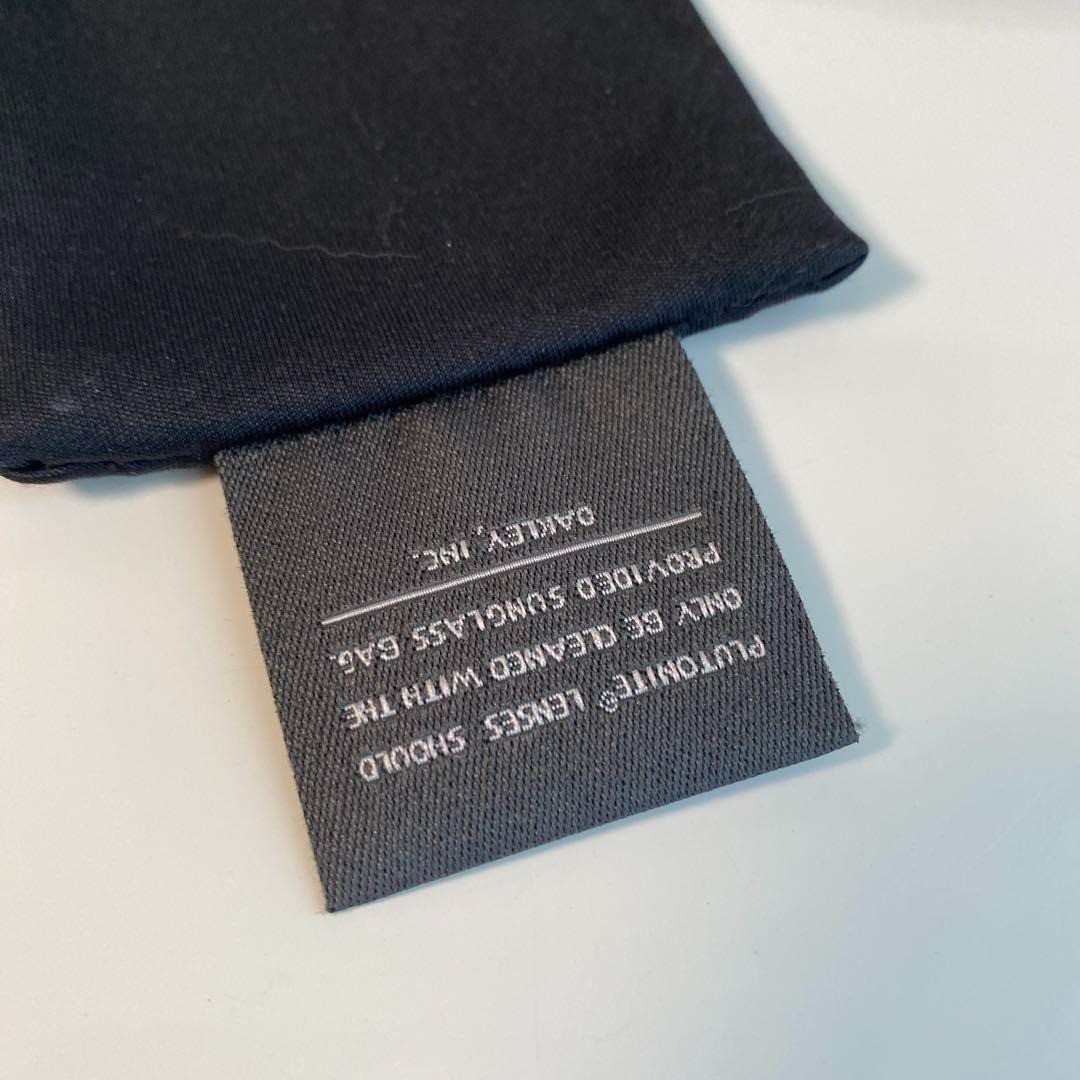 PLUTONITE® LENSES SHOULD
ONLY BE CLEANED WITH THE
PROVIDED SUNGLASS BAG.
OAKLEY, INC.